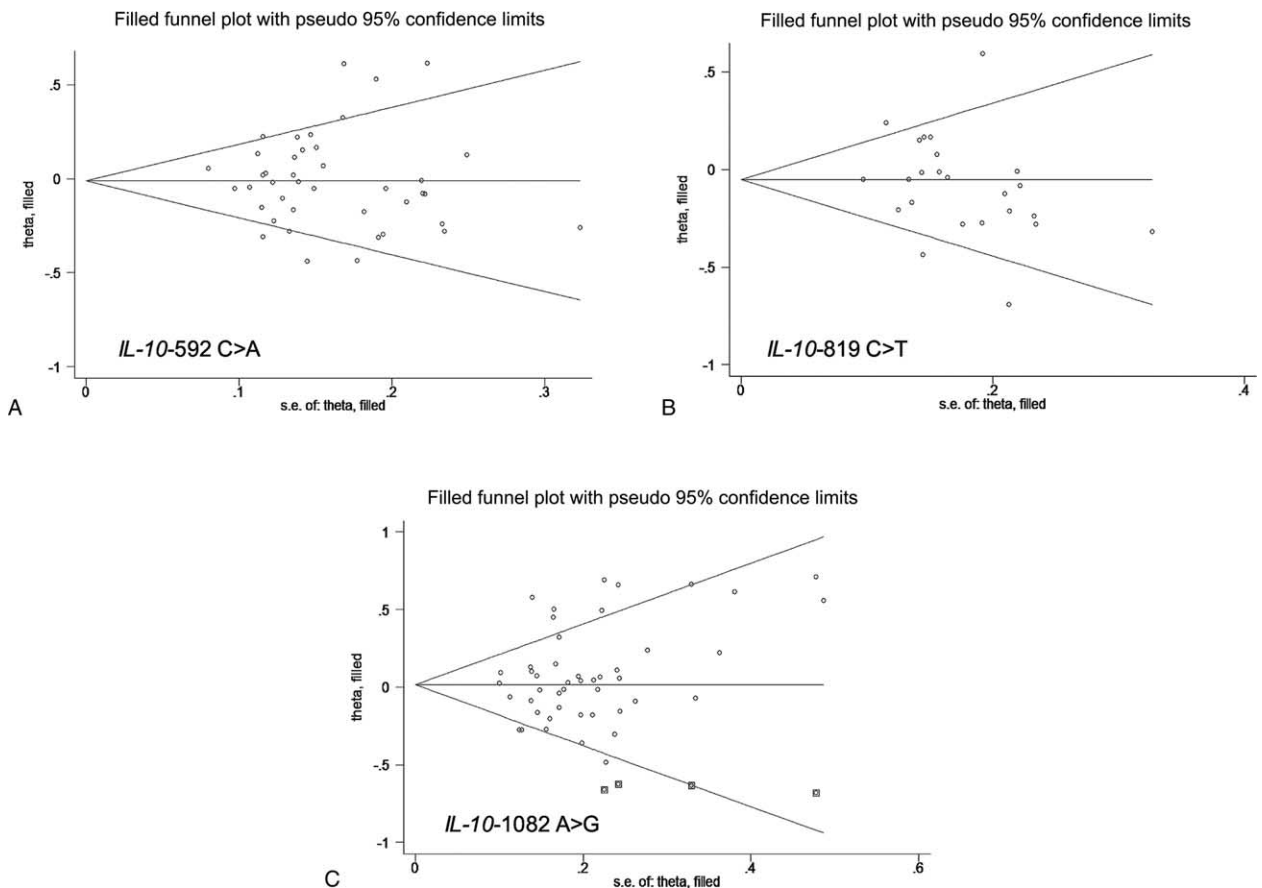 Filled funnel plot with pseudo 95% confidence limits
.5
0
-.5
-1
theta, filled
IL-10-592 C>A
0
.1
.2
.3
s.e. of: theta, filled
A
Filled funnel plot with pseudo 95% confidence limits
.5
0
-.5
-1
theta, filled
IL-10-819 C>T
0
.2
.4
s.e. of: theta, filled
B
Filled funnel plot with pseudo 95% confidence limits
1
.5
0
-.5
-1
theta, filled
IL-10-1082 A>G
0
.2
.4
.6
s.e. of: theta, filled
C